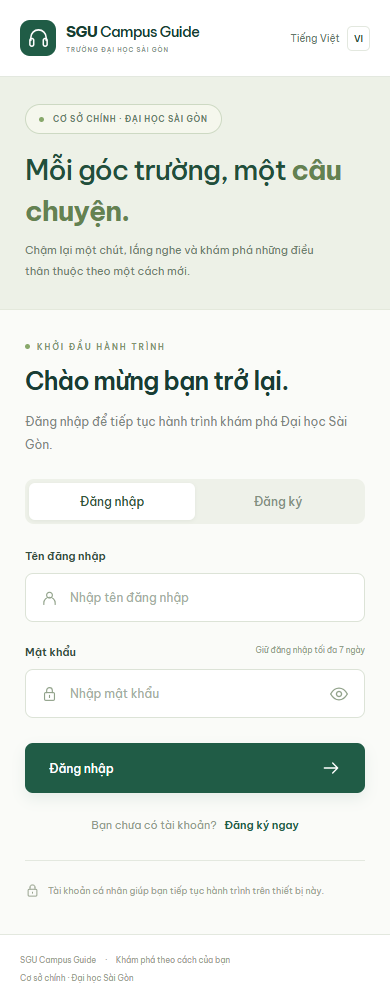 SGU Campus Guide
TRƯỜNG ĐẠI HỌC SÀI GÒN
Tiếng Việt
VI
CƠ SỞ CHÍNH · ĐẠI HỌC SÀI GÒN
Mỗi góc trường, một câu
chuyện.
Chậm lại một chút, lắng nghe và khám phá những điều
thân thuộc theo một cách mới.
KHỞI ĐẦU HÀNH TRÌNH
Chào mừng bạn trở lại.
Đăng nhập để tiếp tục hành trình khám phá Đại học Sài
Gòn.
Đăng nhập
Đăng ký
Tên đăng nhập
Nhập tên đăng nhập
Mật khẩu
Giữ đăng nhập tối đa 7 ngày
Nhập mật khẩu
Đăng nhập
Bạn chưa có tài khoản? Đăng ký ngay
Tài khoản cá nhân giúp bạn tiếp tục hành trình trên thiết bị này.
SGU Campus Guide · Khám phá theo cách của bạn
Cơ sở chính · Đại học Sài Gòn